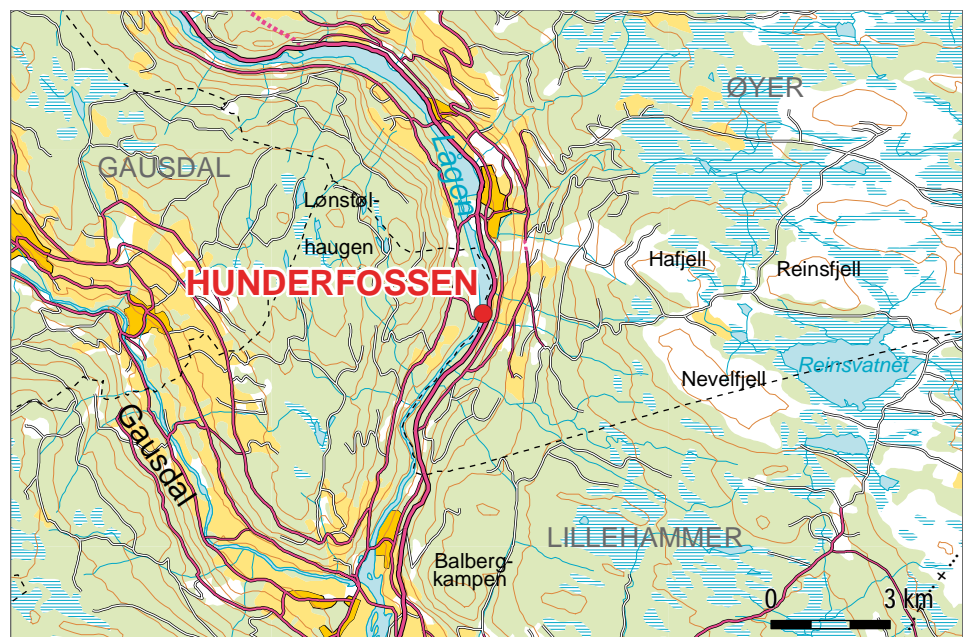 ØYER
GAUSDAL
Lågen
Lønstøl-
haugen
Hafjell
Reinsfjell
HUNDERFOSSEN
Reinsvatnet
Nevelfjell
Gausdal
LILLEHAMMER
Balberg-
kampen
0 3 km